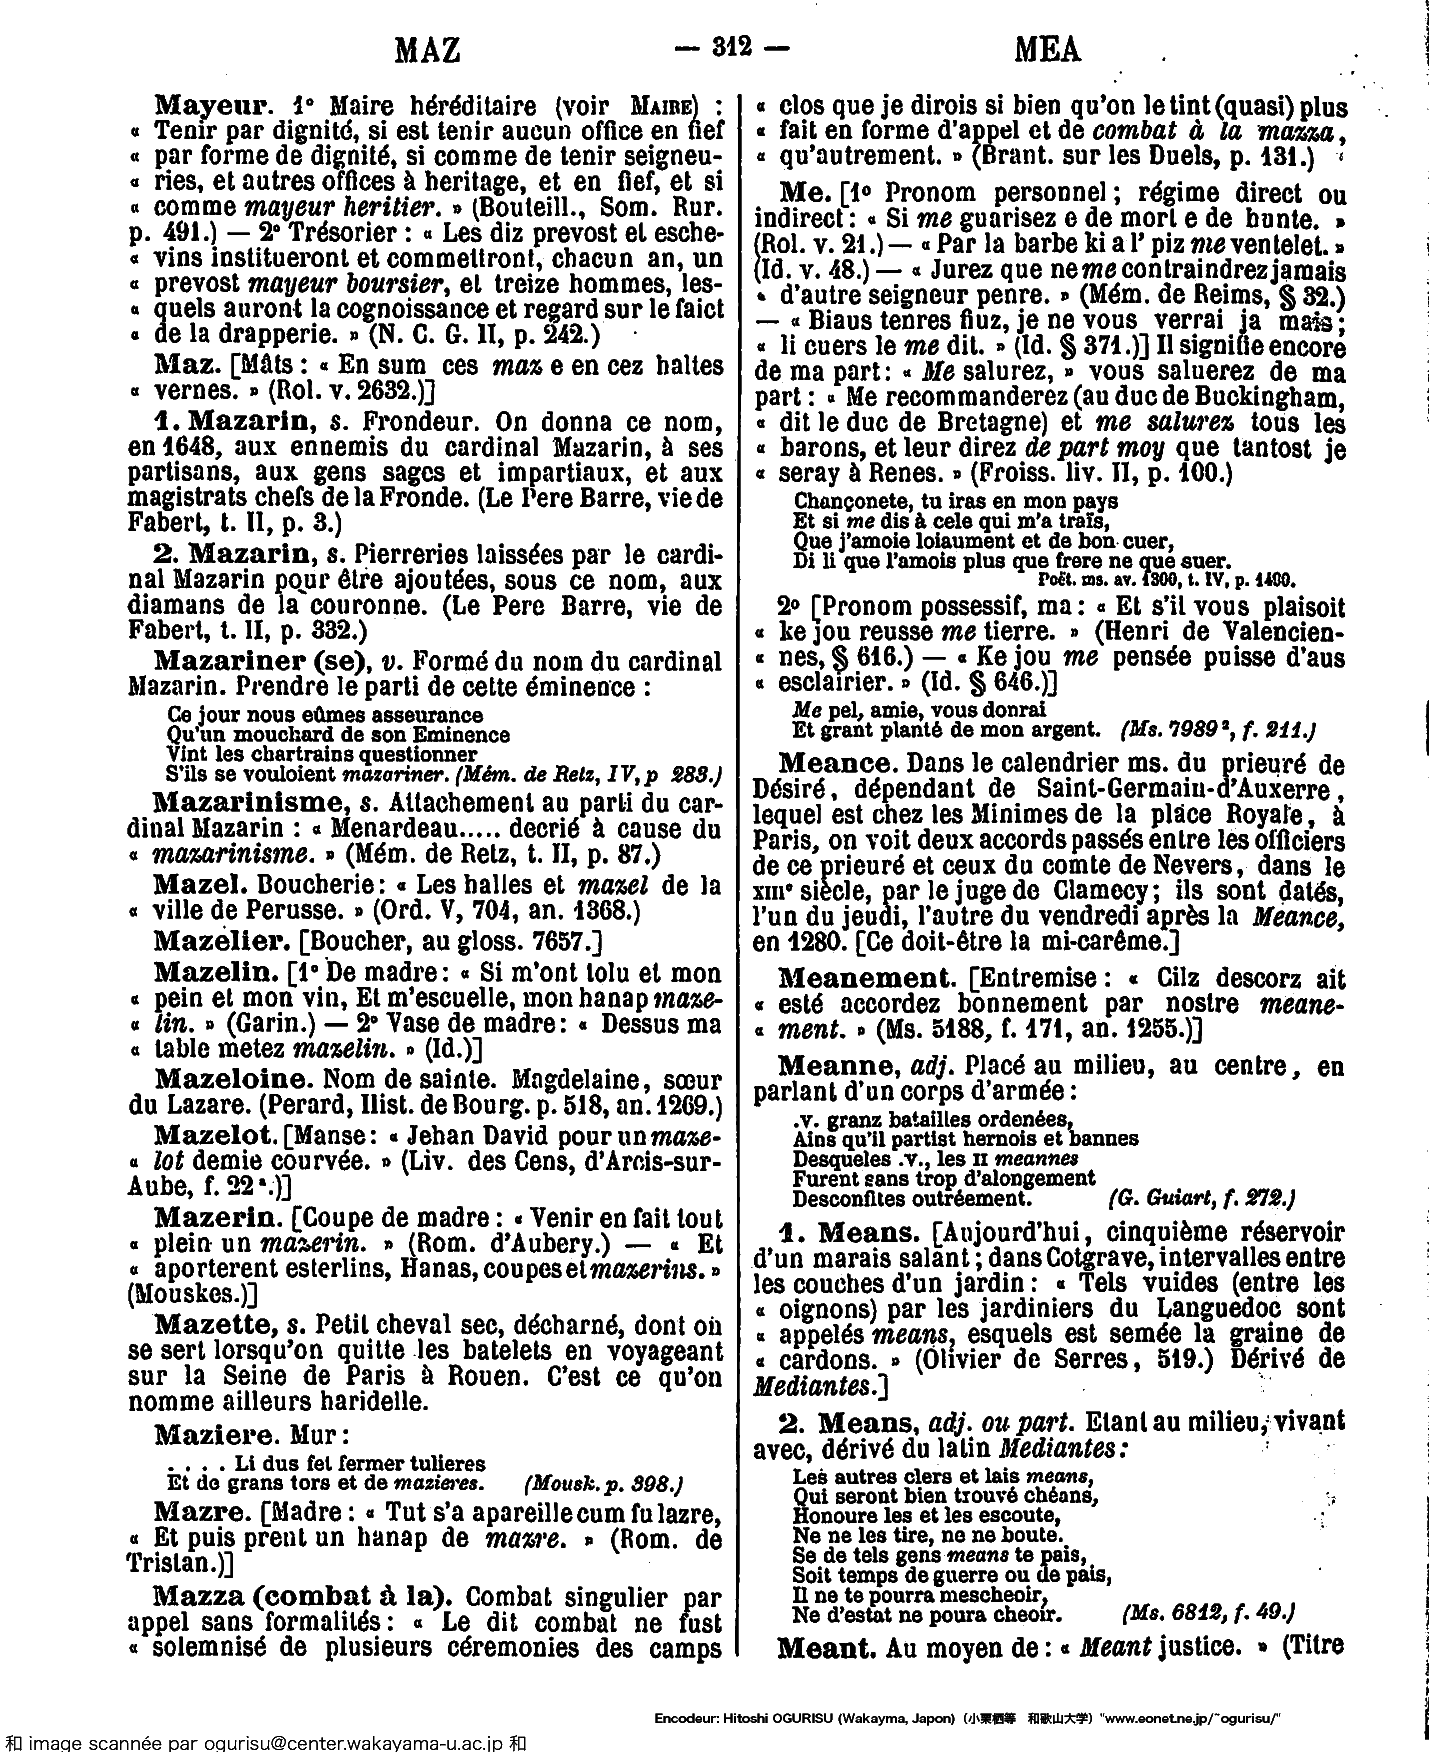 MAZ — 312 — MEA
Mayeur. 1° Maire héréditaire (voir MAIRE) :
« Tenir par dignité, si est tenir aucun office en fief
« par forme de dignité, si comme de tenir seigneu-
« ries, et autres offices à heritage, et en fief, et si
« comme mayeur heritier. » (Bouteill., Som. Rur.
p. 491.) — 2° Trésorier : « Les diz prevost et esche-
« vins institueront et commettront, chacun an, un
« prevost mayeur boursier, et treize hommes, les-
« quels auront la cognoissance et regard sur le faict
« de la drapperie. » (N. C. G. II, p. 242.)
Maz. [Mâts : « En sum ces maz e en cez haltes
« vernes. » (Rol. v. 2632.)]
1. Mazarin, s. Frondeur. On donna ce nom,
en 1648, aux ennemis du cardinal Mazarin, à ses
partisans, aux gens sages et impartiaux, et aux
magistrats chefs de la Fronde. (Le Pere Barre, vie de
Fabert, t. II, p. 3.)
2. Mazarin, s. Pierreries laissées par le cardi-
nal Mazarin pour être ajoutées, sous ce nom, aux
diamans de la couronne. (Le Pere Barre, vie de
Fabert, t. II, p. 332.)
Mazariner (se), v. Formé du nom du cardinal
Mazarin. Prendre le parti de cette éminence :
Ce jour nous eûmes asseurance
Qu'un mouchard de son Eminence
Vint les chartrains questionner
S'ils se vouloient mazariner. (Mém. de Retz, IV, p 283.)
Mazarinisme, s. Attachement au parti du car-
dinal Mazarin : « Menardeau..... decrié à cause du
« mazarinisme. » (Mém. de Retz, t. II, p. 87.)
Mazel. Boucherie : « Les halles et mazel de la
« ville de Perusse. » (Ord. V, 704, an. 1368.)
Mazelier. [Boucher, au gloss. 7657.]
Mazelin. [1° De madre : « Si m'ont tolu et mon
« pein et mon vin, Et m'escuelle, mon hanap maze-
« lin. » (Garin.) — 2° Vase de madre : « Dessus ma
« table metez mazelin. » (Id.)]
Mazeloine. Nom de sainte. Magdelaine, sœur
du Lazare. (Perard, Hist. de Bourg. p. 518, an. 1269.)
Mazelot. [Manse : « Jehan David pour un maze-
« lot demie courvée. » (Liv. des Cens, d'Arcis-sur-
Aube, f. 22 ª.)]
Mazerin. [Coupe de madre : « Venir en fait tout
« plein un mazerin. » (Rom. d'Aubery.) — « Et
« aporterent esterlins, Hanas, coupes et mazerins. »
(Mouskes.)]
Mazette, s. Petit cheval sec, décharné, dont on
se sert lorsqu'on quitte les batelets en voyageant
sur la Seine de Paris à Rouen. C'est ce qu'on
nomme ailleurs haridelle.
Maziere. Mur :
. . . . Li dus fet fermer tulieres
Et de grans tors et de mazieres. (Mousk. p. 398.)
Mazre. [Madre : « Tut s'a apareille cum fu lazre,
« Et puis prent un hanap de mazre. » (Rom. de
Tristan.)]
Mazza (combat à la). Combat singulier par
appel sans formalités : « Le dit combat ne fust
« solemnisé de plusieurs céremonies des camps
« clos que je dirois si bien qu'on le tint (quasi) plus
« fait en forme d'appel et de combat à la mazza,
« qu'autrement. » (Brant. sur les Duels, p. 131.)
Me. [1° Pronom personnel ; régime direct ou
indirect : « Si me guarisez e de mort e de hunte. »
(Rol. v. 21.) — « Par la barbe ki a l' piz me ventelet. »
(Id. v. 48.) — « Jurez que ne me contraindrez jamais
« d'autre seigneur penre. » (Mém. de Reims, § 32.)
— « Biaus tenres fiuz, je ne vous verrai ja mais ;
« li cuers le me dit. » (Id. § 371.)] Il signifie encore
de ma part : « Me salurez, » vous saluerez de ma
part : « Me recommanderez (au duc de Buckingham,
« dit le duc de Bretagne) et me salurez tous les
« barons, et leur direz de part moy que tantost je
« seray à Renes. » (Froiss. liv. II, p. 100.)
Chançonete, tu iras en mon pays
Et si me dis à cele qui m'a traïs,
Que j'amoie loiaument et de bon cuer,
Di li que l'amois plus que frere ne que suer.
Poët. ms. av. 1300, t. IV, p. 1400.
2° [Pronom possessif, ma : « Et s'il vous plaisoit
« ke jou reusse me tierre. » (Henri de Valencien-
« nes, § 616.) — « Ke jou me pensée puisse d'aus
« esclairier. » (Id. § 646.)]
Me pel, amie, vous donrai
Et grant planté de mon argent. (Ms. 7989 ², f. 211.)
Meance. Dans le calendrier ms. du prieuré de
Désiré, dépendant de Saint-Germain-d'Auxerre,
lequel est chez les Minimes de la place Royale, à
Paris, on voit deux accords passés entre les officiers
de ce prieuré et ceux du comte de Nevers, dans le
XIIIe siècle, par le juge de Clamecy ; ils sont datés,
l'un du jeudi, l'autre du vendredi après la Meance,
en 1280. [Ce doit-être la mi-carême.]
Meanement. [Entremise : « Cilz descorz ait
« esté accordez bonnement par nostre meane-
« ment. » (Ms. 5188, f. 171, an. 1255.)]
Meanne, adj. Placé au milieu, au centre, en
parlant d'un corps d'armée :
.v. granz batailles ordenées,
Ains qu'il partist hernois et bannes
Desqueles .v., les II meannes
Furent sans trop d'alongement
Desconfites outréement. (G. Guiart, f. 272.)
1. Means. [Aujourd'hui, cinquième réservoir
d'un marais salant ; dans Cotgrave, intervalles entre
les couches d'un jardin : « Tels vuides (entre les
« oignons) par les jardiniers du Languedoc sont
« appelés means, esquels est semée la graine de
« cardons. » (Olivier de Serres, 519.) Dérivé de
Mediantes.]
2. Means, adj. ou part. Etant au milieu, vivant
avec, dérivé du latin Mediantes :
Les autres clers et lais means,
Qui seront bien trouvé chéans,
Honoure les et les escoute,
Ne ne les tire, ne ne boute.
Se de tels gens means te pais,
Soit temps de guerre ou de pais,
Il ne te pourra mescheoir,
Ne d'estat ne poura cheoir. (Ms. 6812, f. 49.)
Meant. Au moyen de : « Meant justice. » (Titre
Encodeur: Hitoshi OGURISU (Wakayma, Japon) (小栗栖等 和歌山大学) "www.eonet.ne.jp/~ogurisu/"
和 image scannée par ogurisu@center.wakayama-u.ac.jp 和